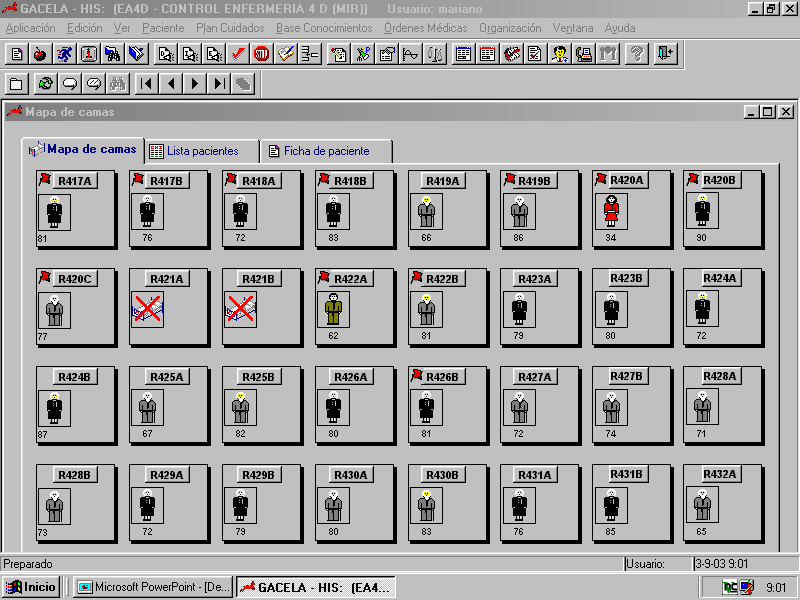 GACELA - HIS: (EA4D - CONTROL ENFERMERIA 4 D (MIR)) Usuario: mariano
Aplicación Edición Ver Paciente Plan Cuidados Base Conocimientos Órdenes Médicas Organización Ventana Ayuda
Mapa de camas
Mapa de camas Lista pacientes Ficha de paciente
R417A R417B R418A R418B R419A R419B R420A R420B
81 76 72 83 66 86 34 90
R420C R421A R421B R422A R422B R423A R423B R424A
77 62 81 79 80 72
R424B R425A R425B R426A R426B R427A R427B R428A
87 67 82 80 81 72 74 71
R428B R429A R429B R430A R430B R431A R431B R432A
73 72 79 80 83 76 85 65
Preparado Usuario: 3-9-03 9:01
Inicio Microsoft PowerPoint - [De... GACELA - HIS: (EA4... 9:01